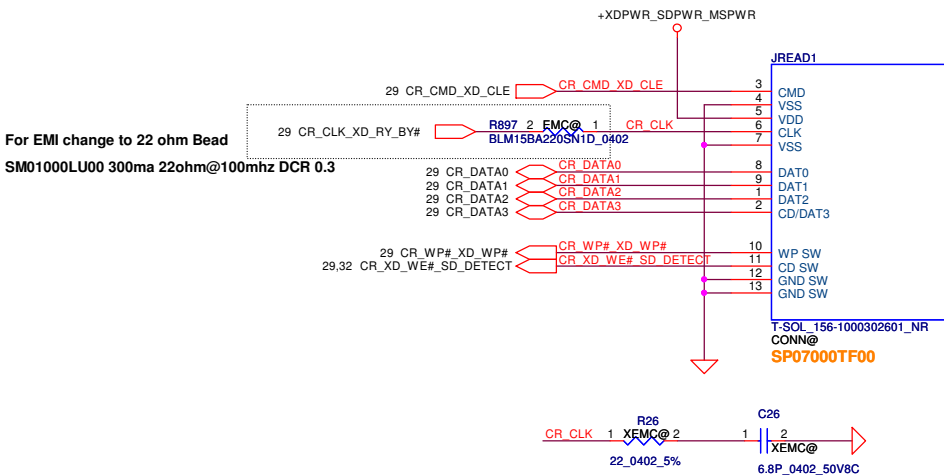 +XDPWR_SDPWR_MSPWR
JREAD1
29 CR_CMD_XD_CLE CR_CMD_XD_CLE 3 CMD
4 VSS
5 VDD
29 CR_CLK_XD_RY_BY# R897 2 EMC@ 1 CR_CLK 6 CLK
BLM15BA220SN1D_0402 7 VSS
For EMI change to 22 ohm Bead
SM01000LU00 300ma 22ohm@100mhz DCR 0.3
29 CR_DATA0 CR_DATA0 8 DAT0
29 CR_DATA1 CR_DATA1 9 DAT1
29 CR_DATA2 CR_DATA2 1 DAT2
29 CR_DATA3 CR_DATA3 2 CD/DAT3
29 CR_WP#_XD_WP# CR_WP#_XD_WP# 10 WP SW
29,32 CR_XD_WE#_SD_DETECT CR_XD_WE#_SD_DETECT 11 CD SW
12 GND SW
13 GND SW
T-SOL_156-1000302601_NR
CONN@
SP07000TF00
R26 C26
CR_CLK 1 XEMC@ 2 1 2
XEMC@
22_0402_5% 6.8P_0402_50V8C